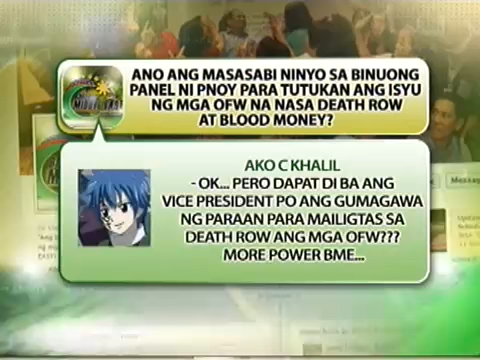 ANO ANG MASASABI NINYO SA BINUONG
PANEL NI PNOY PARA TUTUKAN ANG ISYU
NG MGA OFW NA NASA DEATH ROW
AT BLOOD MONEY?
AKO C KHALIL
- OK... PERO DAPAT DI BA ANG
VICE PRESIDENT PO ANG GUMAGAWA
NG PARAAN PARA MAILIGTAS SA
DEATH ROW ANG MGA OFW???
MORE POWER BME...